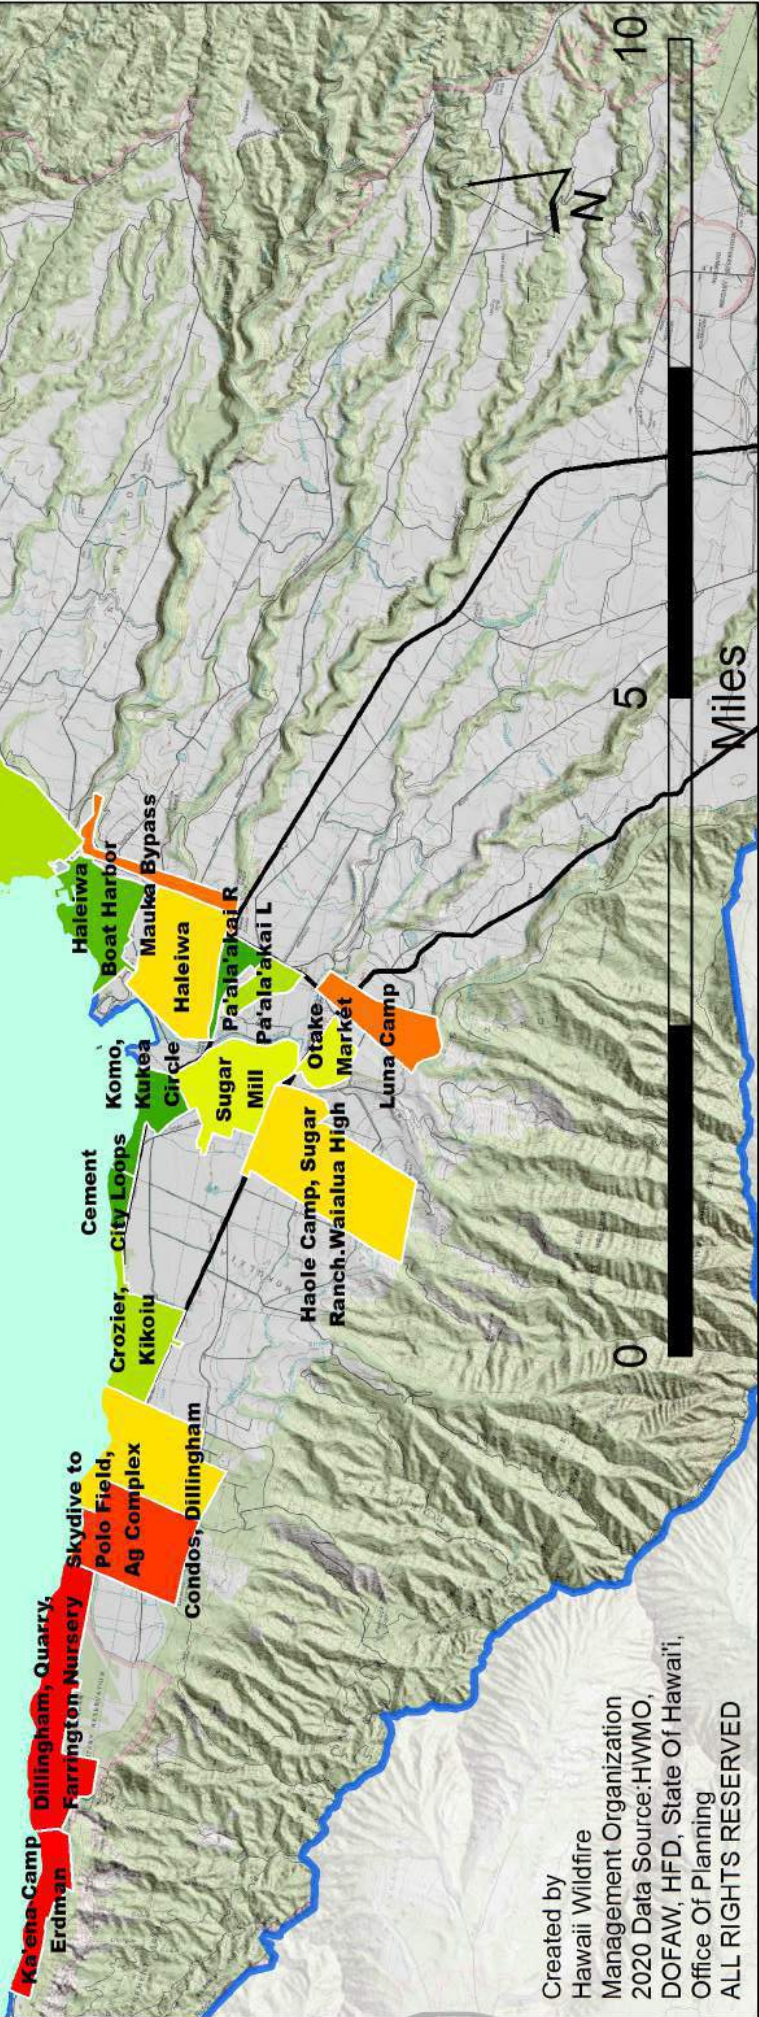 Ka'ena Camp
Erdman
Dillingham, Quarry,
Farrington Nursery
Skydive to
Polo Field,
Ag Complex
Condos, Dillingham
Crozier,
Kikoiu
Cement
City Loops
Komo,
Kukea
Circle
Haleiwa
Boat Harbor
Mauka Bypass
Haleiwa
Pa'ala'akai R
Pa'ala'akai L
Sugar
Mill
Otake
Market
Luna Camp
Haole Camp, Sugar
Ranch.Waialua High
MOKULEIA
N
0
5
10
Miles
Created by
Hawaii Wildfire
Management Organization
2020 Data Source:HWMO,
DOFAW, HFD, State Of Hawai'i,
Office Of Planning
ALL RIGHTS RESERVED